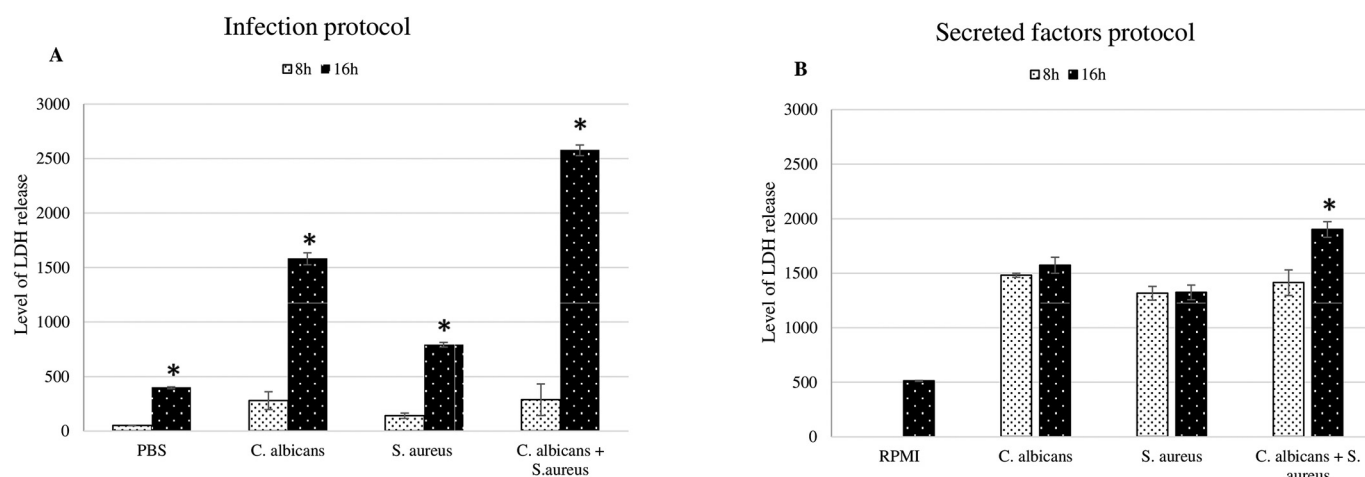 Infection protocol
A
8h 16h
Level of LDH release
3000
2500
2000
1500
1000
500
0
*
*
*
*
PBS
C. albicans
S. aureus
C. albicans +
S.aureus
Secreted factors protocol
B
8h 16h
Level of LDH release
3000
2500
2000
1500
1000
500
0
*
RPMI
C. albicans
S. aureus
C. albicans + S.
aureus